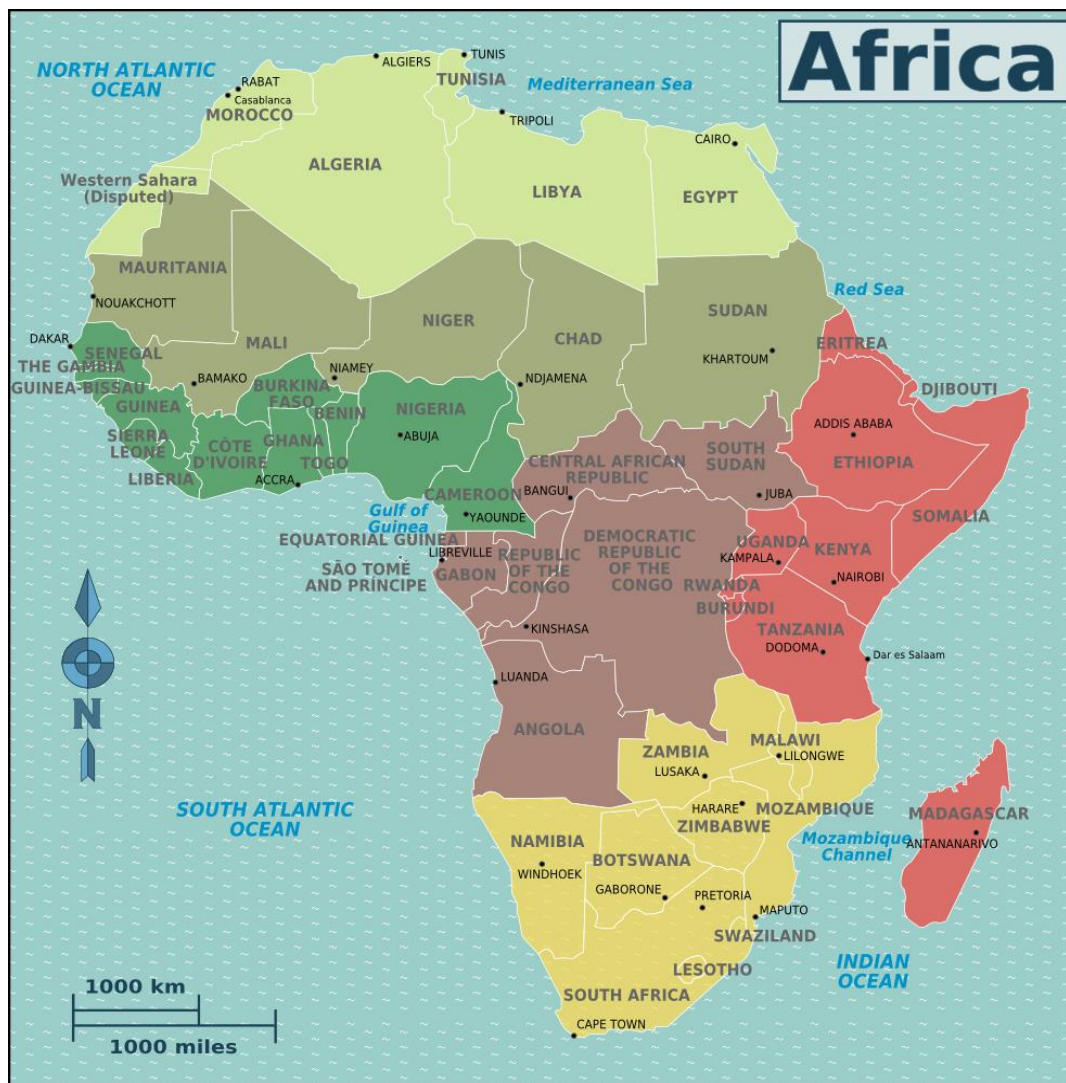 Africa
NORTH ATLANTIC
OCEAN
RABAT
Casablanca
MOROCCO
ALGIERS
TUNIS
TUNISIA
Mediterranean Sea
TRIPOLI
CAIRO
ALGERIA
LIBYA
EGYPT
Western Sahara
(Disputed)
MAURITANIA
NOUAKCHOTT
MALI
NIGER
CHAD
SUDAN
KHARTOUM
Red Sea
ERITREA
DJIBOUTI
DAKAR
SENEGAL
THE GAMBIA
GUINEA-BISSAU
BAMAKO
NIAMEY
NDJAMENA
GUINEA
BURKINA
FASO
BENIN
NIGERIA
ABUJA
SIERRA
LEONE
LIBERIA
CÔTE
D'IVOIRE
GHANA
TOGO
ACCRA
ADDIS ABABA
ETHIOPIA
CENTRAL AFRICAN
REPUBLIC
BANGUI
SOUTH
SUDAN
JUBA
SOMALIA
CAMEROON
YAOUNDE
Gulf of
Guinea
EQUATORIAL GUINEA
LIBREVILLE
GABON
SÃO TOMÉ
AND PRÍNCIPE
REPUBLIC
OF THE
CONGO
DEMOCRATIC
REPUBLIC
OF THE
CONGO
UGANDA
KAMPALA
KENYA
NAIROBI
RWANDA
BURUNDI
TANZANIA
DODOMA
Dar es Salaam
KINSHASA
LUANDA
ANGOLA
N
ZAMBIA
LUSAKA
MALAWI
LILONGWE
HARARE
ZIMBABWE
MOZAMBIQUE
Mozambique
Channel
MADAGASCAR
ANTANANARIVO
SOUTH ATLANTIC
OCEAN
NAMIBIA
WINDHOEK
BOTSWANA
GABORONE
PRETORIA
MAPUTO
SWAZILAND
LESOTHO
SOUTH AFRICA
CAPE TOWN
INDIAN
OCEAN
1000 km
1000 miles